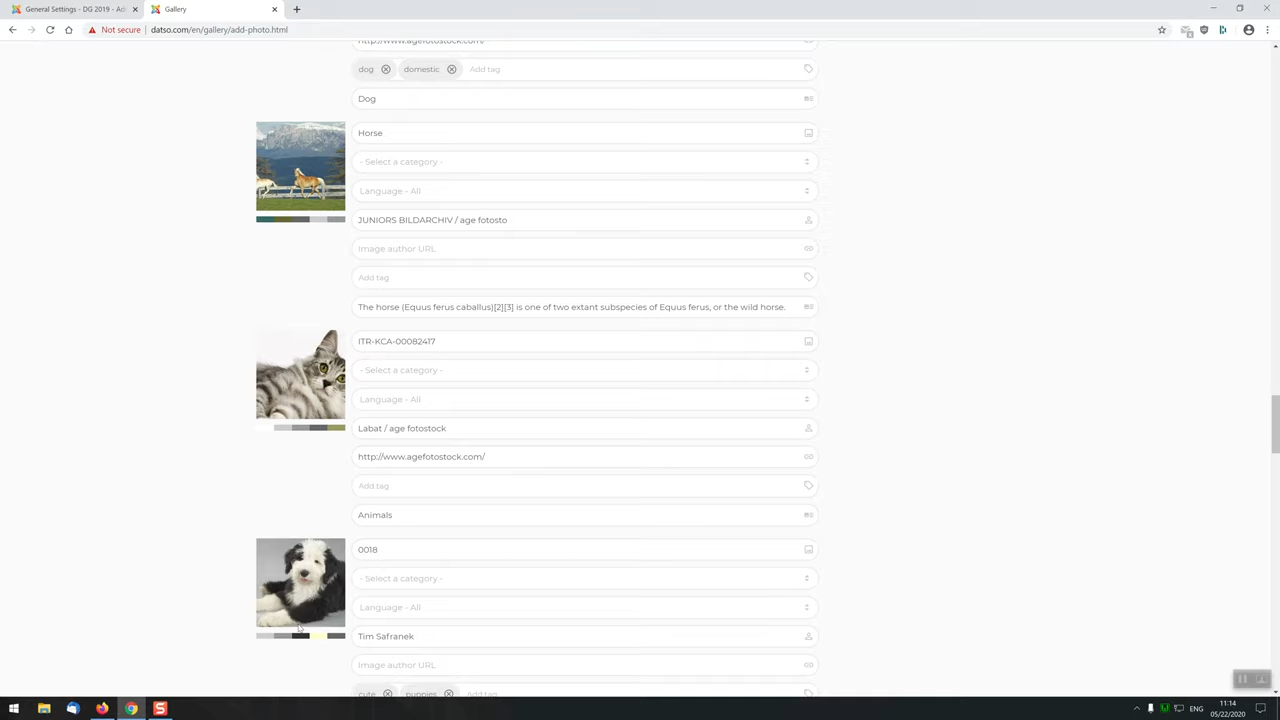 General Settings - DG 2019 - Ad
Gallery
Not secure
datso.com/en/gallery/add-photo.html
http://www.agefotostock.com/
dog
domestic
Add tag
Dog
Horse
- Select a category -
Language - All
JUNIORS BILDARCHIV / age fotosto
Image author URL
Add tag
The horse (Equus ferus caballus)[2][3] is one of two extant subspecies of Equus ferus, or the wild horse.
ITR-KCA-00082417
- Select a category -
Language - All
Labat / age fotostock
http://www.agefotostock.com/
Add tag
Animals
0018
- Select a category -
Language - All
Tim Safranek
Image author URL
cute
puppies
Add tag
ENG
11:14
05/22/2020